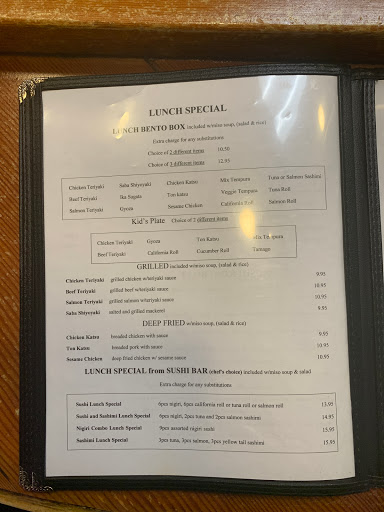 LUNCH SPECIAL
LUNCH BENTO BOX included w/miso soup, (salad & rice)
Extra charge for any substitutions
Choice of 2 different items 10.50
Choice of 3 different items 12.95
Chicken Teriyaki Saba Shiyoyaki Chicken Katsu Mix Tempura Tuna or Salmon Sashimi
Beef Teriyaki Ika Sugata Ton katsu Veggie Tempura Tuna Roll
Salmon Teriyaki Gyoza Sesame Chicken California Roll Salmon Roll
Kid's Plate Choice of 2 different items
Chicken Teriyaki Gyoza Ton Katsu Mix Tempura
Beef Teriyaki California Roll Cucumber Roll Tamago
GRILLED included w/miso soup, (salad & rice)
Chicken Teriyaki grilled chicken w/teriyaki sauce 9.95
Beef Teriyaki grilled beef w/teriyaki sauce 10.95
Salmon Teriyaki grilled salmon w/teriyaki sauce 10.95
Saba Shiyoyaki salted and grilled mackerel 9.95
DEEP FRIED w/miso soup, (salad & rice)
Chicken Katsu breaded chicken with sauce 9.95
Ton Katsu breaded pork with sauce 10.95
Sesame Chicken deep fried chicken w/ sesame sauce 10.95
LUNCH SPECIAL from SUSHI BAR (chef's choice) included w/miso soup & salad
Extra charge for any substitutions
Sushi Lunch Special 6pcs nigiri, 6pcs california roll or tuna roll or salmon roll 13.95
Sushi and Sashimi Lunch Special 6pcs nigiri, 2pcs tuna and 2pcs salmon sashimi 14.95
Nigiri Combo Lunch Special 9pcs assorted nigiri sushi 15.95
Sashimi Lunch Special 3pcs tuna, 3pcs salmon, 3pcs yellow tail sashimi 15.95